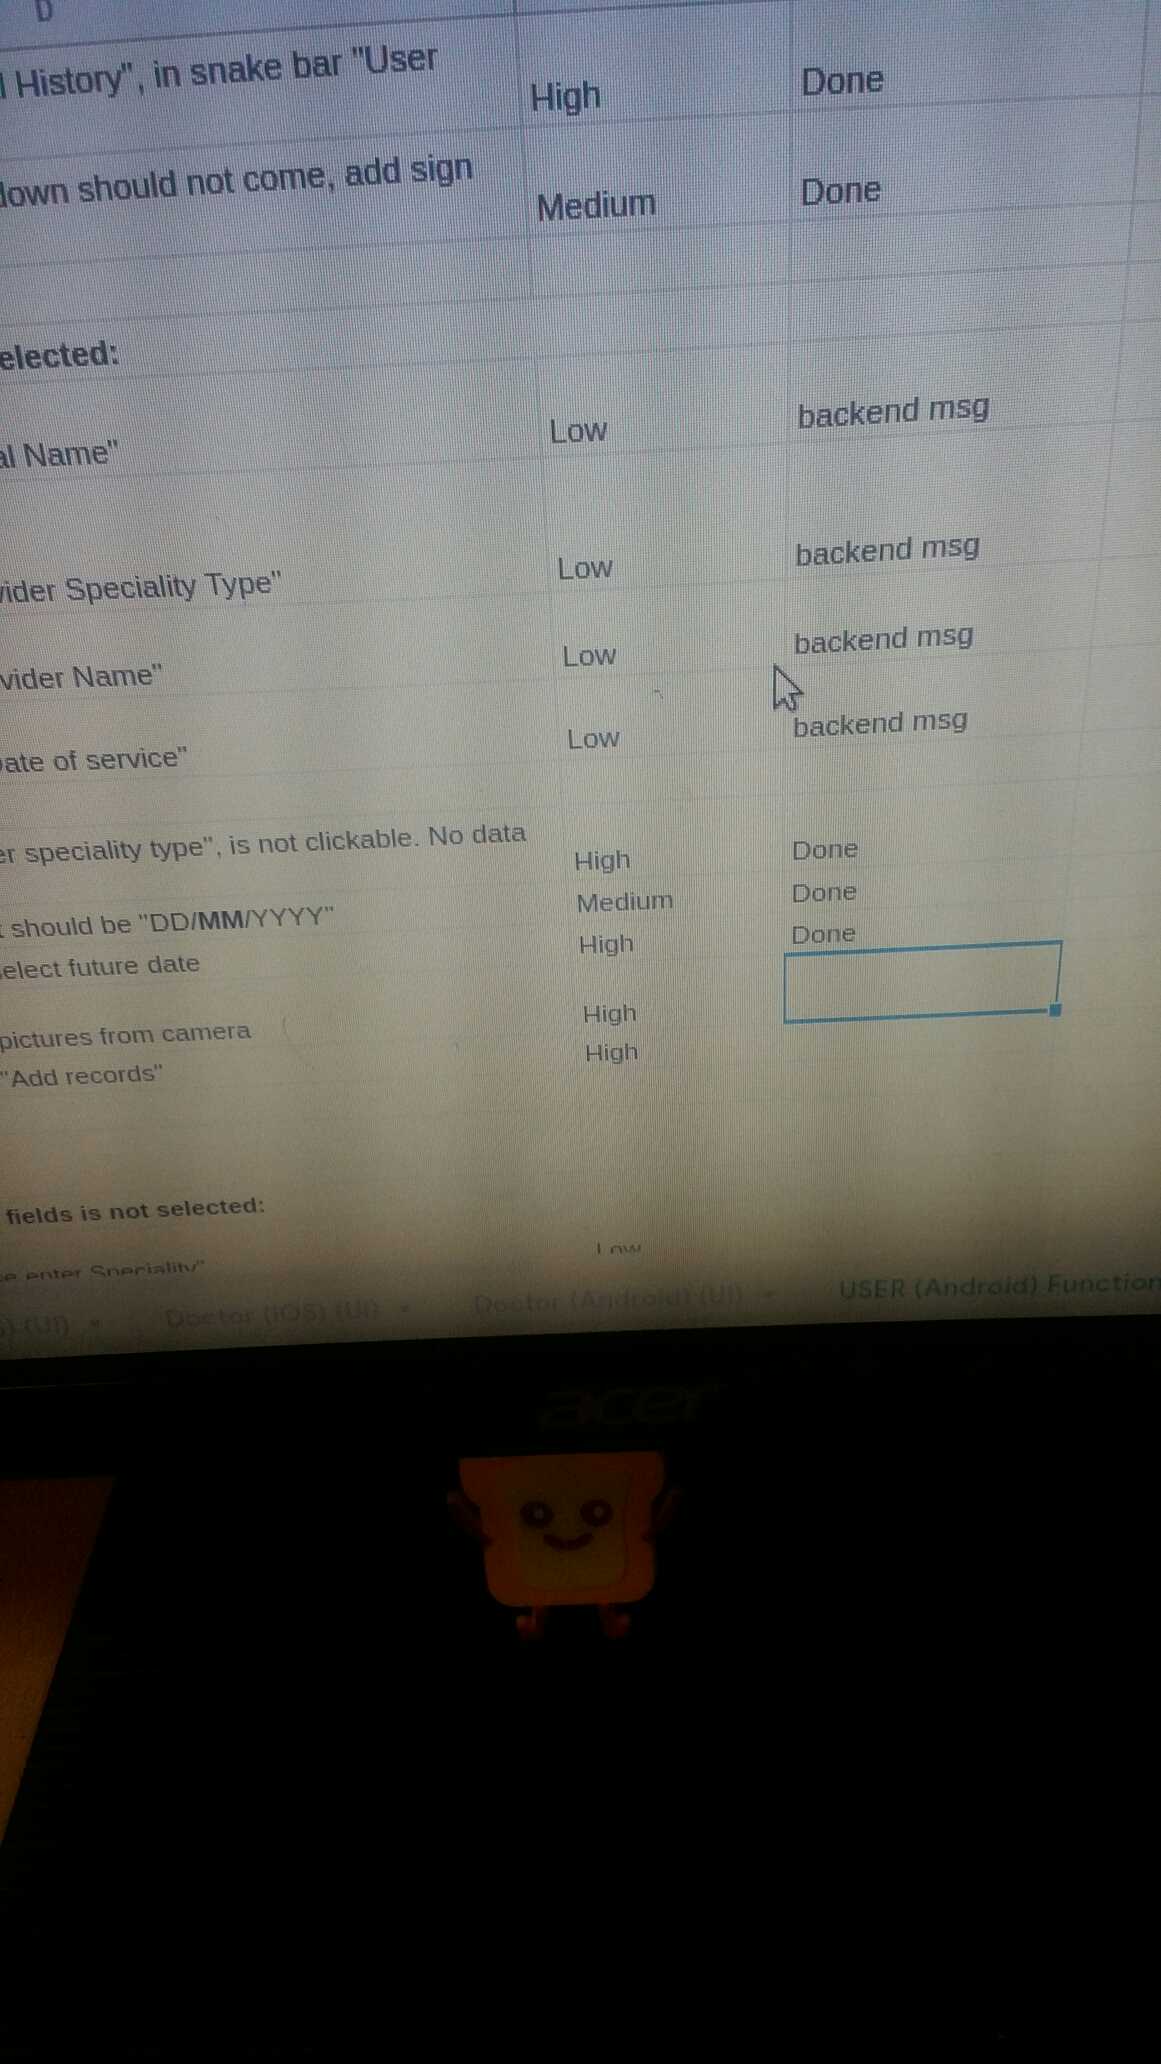 D
History", in snake bar "User
High
Done
down should not come, add sign
Medium
Done
elected:
al Name"
Low
backend msg
vider Speciality Type"
Low
backend msg
vider Name"
Low
backend msg
Date of service"
Low
backend msg
er speciality type", is not clickable. No data
High
Done
should be "DD/MM/YYYY"
Medium
Done
select future date
High
Done
pictures from camera
High
"Add records"
High
fields is not selected:
Low
se enter Speciality"
S) (UI)
Doctor (iOS) (UI)
Doctor (Android) (UI)
USER (Android) Function
acer